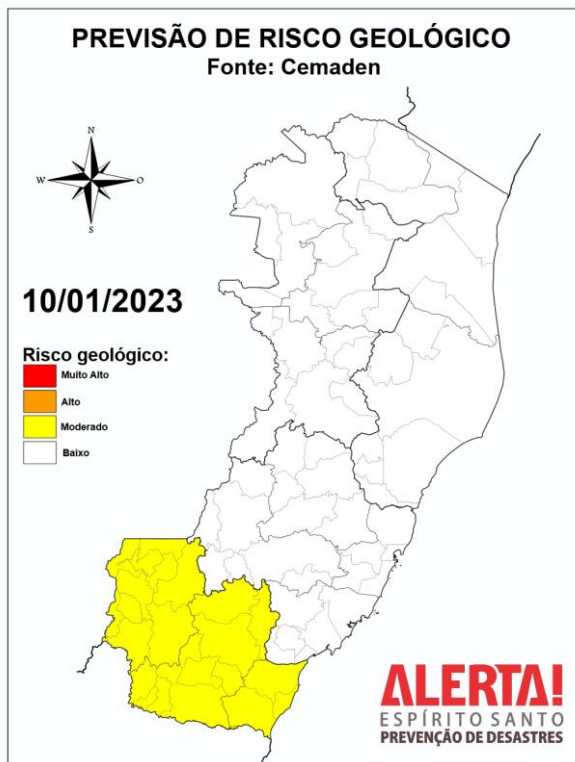 PREVISÃO DE RISCO GEOLÓGICO
Fonte: Cemaden
N
W
O
S
10/01/2023
Risco geológico:
Muito Alto
Alto
Moderado
Baixo
ALERTA!
ESPÍRITO SANTO
PREVENÇÃO DE DESASTRES